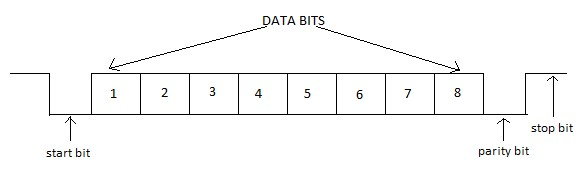 DATA BITS
1 2 3 4 5 6 7 8
start bit
parity bit
stop bit